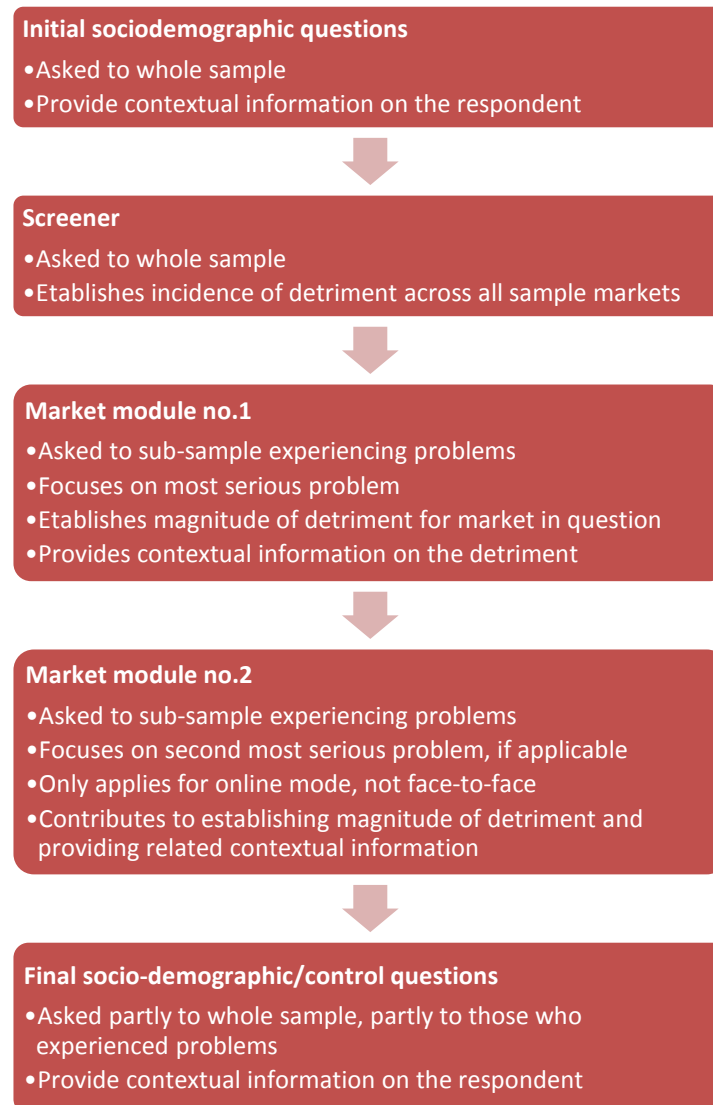 Initial sociodemographic questions
•Asked to whole sample
•Provide contextual information on the respondent
Screener
•Asked to whole sample
•Etablishes incidence of detriment across all sample markets
Market module no.1
•Asked to sub-sample experiencing problems
•Focuses on most serious problem
•Etablishes magnitude of detriment for market in question
•Provides contextual information on the detriment
Market module no.2
•Asked to sub-sample experiencing problems
•Focuses on second most serious problem, if applicable
•Only applies for online mode, not face-to-face
•Contributes to establishing magnitude of detriment and
providing related contextual information
Final socio-demographic/control questions
•Asked partly to whole sample, partly to those who
experienced problems
•Provide contextual information on the respondent